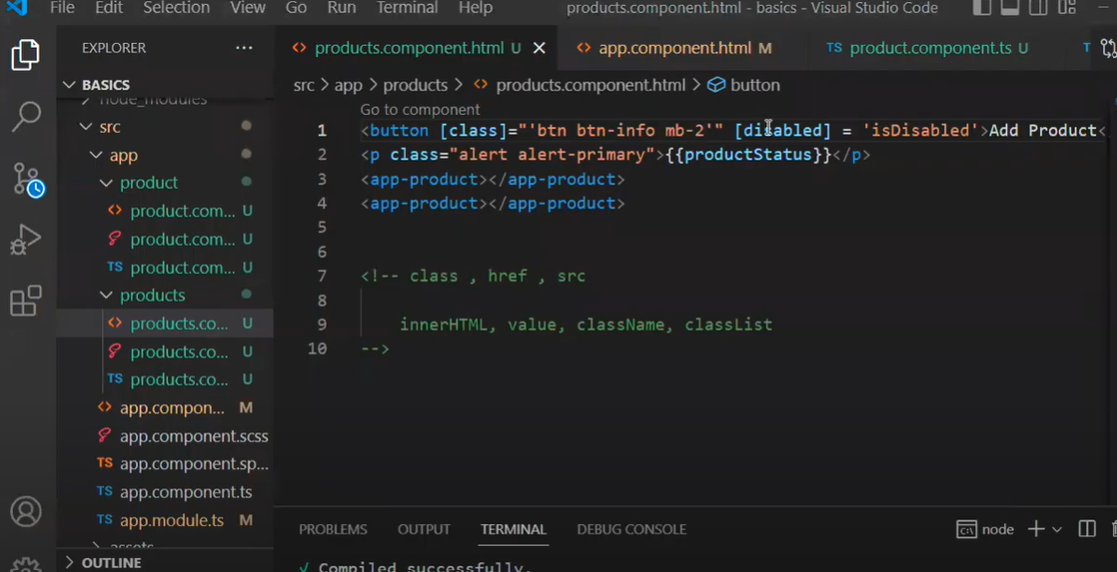 File Edit Selection View Go Run Terminal Help products.component.html - basics - Visual Studio Code
EXPLORER ...
products.component.html U
app.component.html M
TS product.component.ts U
T
BASICS
node_modules
src
app
product
product.com... U
product.com... U
TS product.com... U
products
products.co... U
products.co... U
TS products.co... U
app.compon... M
app.component.scss
TS app.component.sp...
TS app.component.ts
TS app.module.ts M
assets
OUTLINE
src > app > products > products.component.html > button
Go to component
1 <button [class]="'btn btn-info mb-2'" [disabled] = 'isDisabled'>Add Product<
2 <p class="alert alert-primary">{{productStatus}}</p>
3 <app-product></app-product>
4 <app-product></app-product>
5
6
7 <!-- class , href , src
8
9 innerHTML, value, className, classList
10 -->
PROBLEMS OUTPUT TERMINAL DEBUG CONSOLE node
√ Compiled successfully.